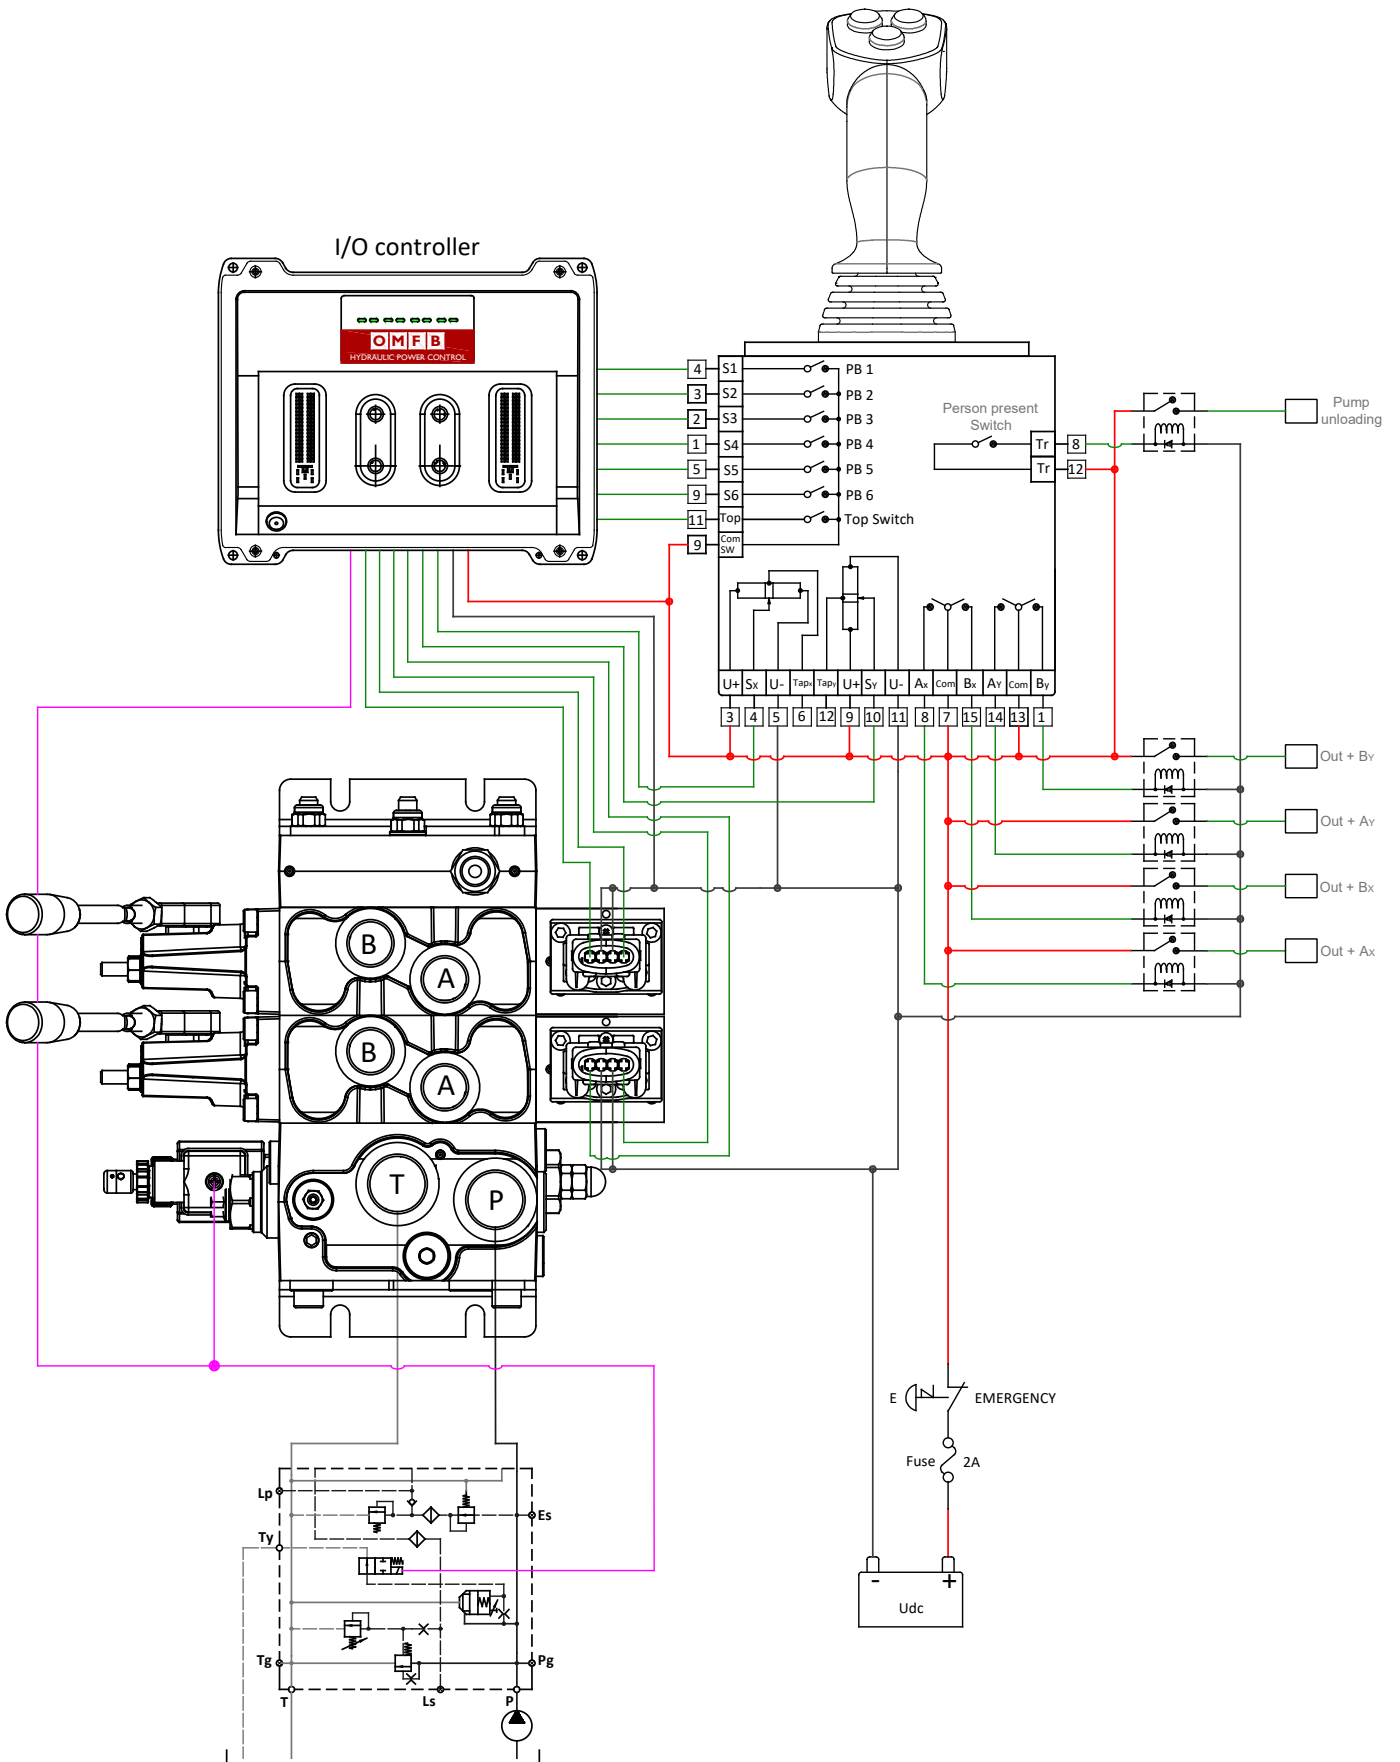 I/O controller
O M F B
HYDRAULIC POWER CONTROL
4 S1 PB 1
3 S2 PB 2
2 S3 PB 3
1 S4 PB 4
5 S5 PB 5
9 S6 PB 6
11 Top Top Switch
9 Com SW
Person present
Switch
Tr 8
Tr 12
Pump
unloading
U+ Sx U- Tapx Tapy U+ Sy U- Ax Com Bx Ay Com By
3 4 5 6 12 9 10 11 8 7 15 14 13 1
Out + By
Out + Ay
Out + Bx
Out + Ax
B
A
B
A
T
P
E EMERGENCY
Fuse 2A
- +
Udc
Lp
Es
Ty
Tg
Pg
T
Ls
P